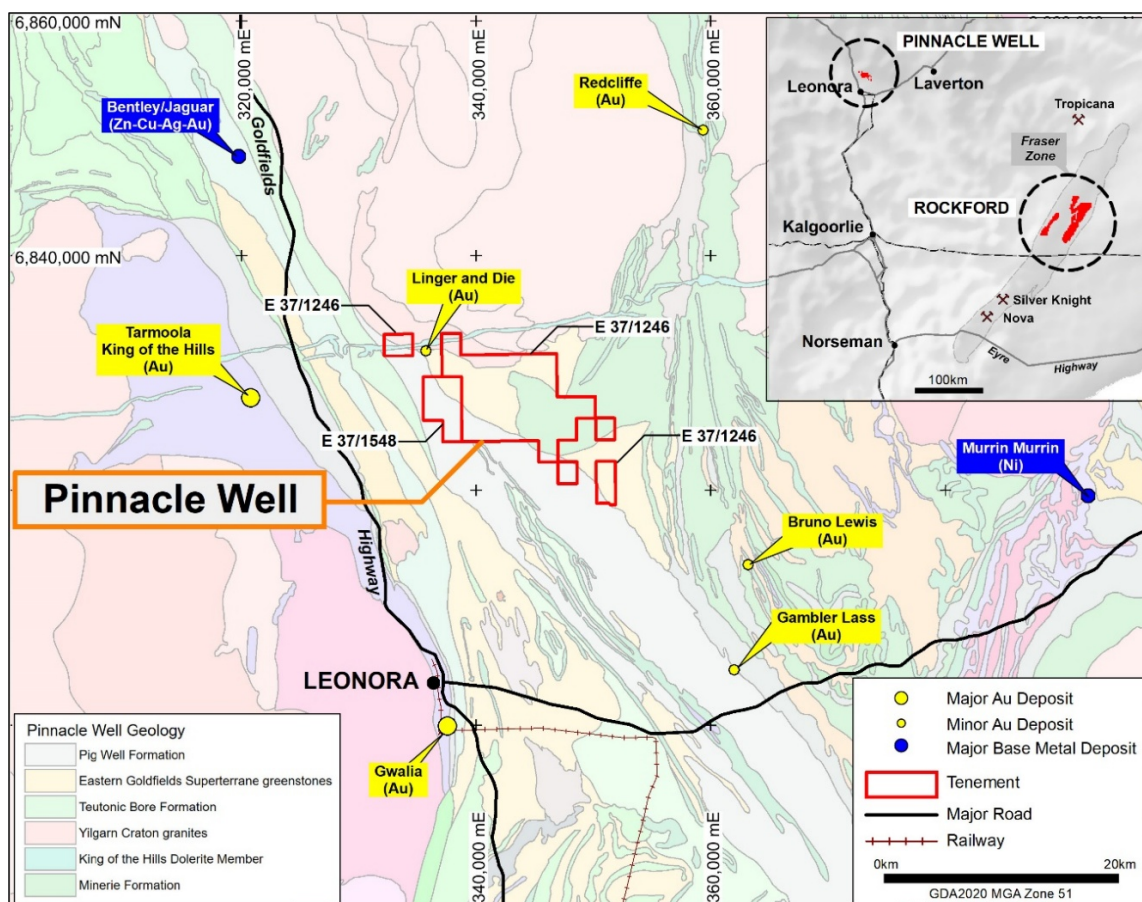 6,860,000 mN
320,000 mE
340,000 mE
360,000 mE
Bentley/Jaguar
(Zn-Cu-Ag-Au)
Goldfields
Redcliffe
(Au)
PINNACLE WELL
Leonora
Laverton
Tropicana
Fraser
Zone
ROCKFORD
Kalgoorlie
Silver Knight
Nova
Norseman
Eyre
Highway
100km
6,840,000 mN
Linger and Die
(Au)
E 37/1246
E 37/1246
Tarmoola
King of the Hills
(Au)
E 37/1548
E 37/1246
Murrin Murrin
(Ni)
Pinnacle Well
Bruno Lewis
(Au)
Highway
Gambler Lass
(Au)
LEONORA
Gwalia
(Au)
340,000 mE
360,000 mE
Pinnacle Well Geology
Pig Well Formation
Eastern Goldfields Superterrane greenstones
Teutonic Bore Formation
Yilgarn Craton granites
King of the Hills Dolerite Member
Minerie Formation
Major Au Deposit
Minor Au Deposit
Major Base Metal Deposit
Tenement
Major Road
Railway
0km
20km
GDA2020 MGA Zone 51